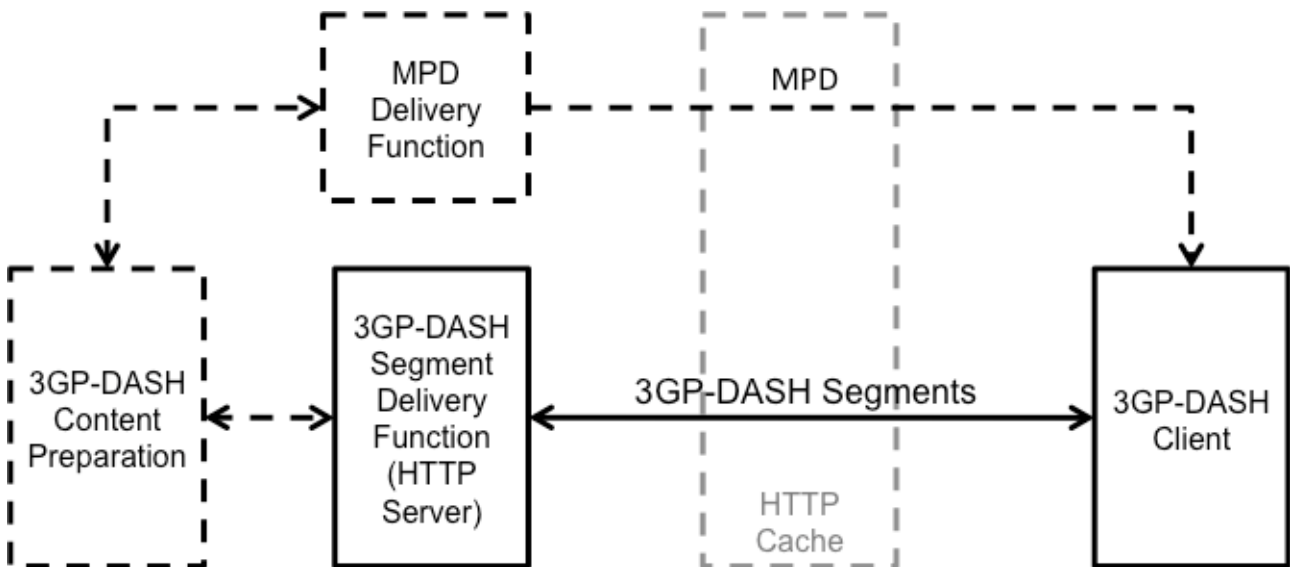 MPD
Delivery
Function
MPD
3GP-DASH
Content
Preparation
3GP-DASH
Segment
Delivery
Function
(HTTP
Server)
3GP-DASH Segments
HTTP
Cache
3GP-DASH
Client